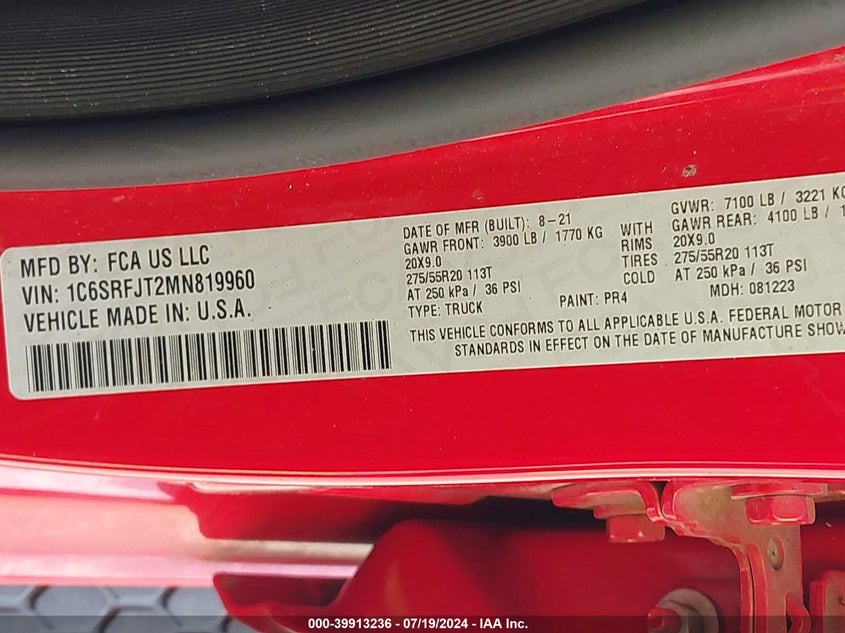 MFD BY: FCA US LLC
VIN: 1C6SRFJT2MN819960
VEHICLE MADE IN: U.S.A.
DATE OF MFR (BUILT): 8-21
GAWR FRONT: 3900 LB / 1770 KG
20X9.0
275/55R20 113T
AT 250 kPa / 36 PSI
TYPE: TRUCK
PAINT: PR4
WITH
RIMS
TIRES
COLD
GVWR: 7100 LB / 3221 KG
GAWR REAR: 4100 LB /
20X9.0
275/55R20 113T
AT 250 kPa / 36 PSI
MDH: 081223
THIS VEHICLE CONFORMS TO ALL APPLICABLE U.S.A. FEDERAL MOTOR
STANDARDS IN EFFECT ON THE DATE OF MANUFACTURE
000-39913236 - 07/19/2024 - IAA Inc.